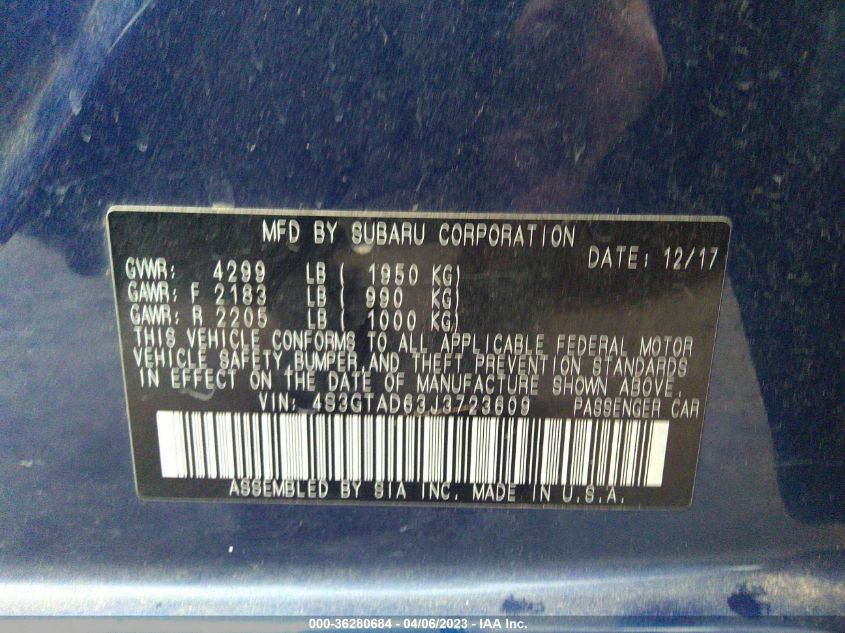 MFD BY SUBARU CORPORATION
DATE: 12/17
GVWR: 4299 LB ( 1950 KG)
GAWR: F 2183 LB ( 990 KG)
GAWR: R 2205 LB ( 1000 KG)
THIS VEHICLE CONFORMS TO ALL APPLICABLE FEDERAL MOTOR
VEHICLE SAFETY BUMPER, AND THEFT PREVENTION STANDARDS
IN EFFECT ON THE DATE OF MANUFACTURE SHOWN ABOVE.
VIN: 4S3GTAD63J3723609 PASSENGER CAR
ASSEMBLED BY SIA INC. MADE IN U.S.A.
000-36280684 - 04/06/2023 - IAA Inc.